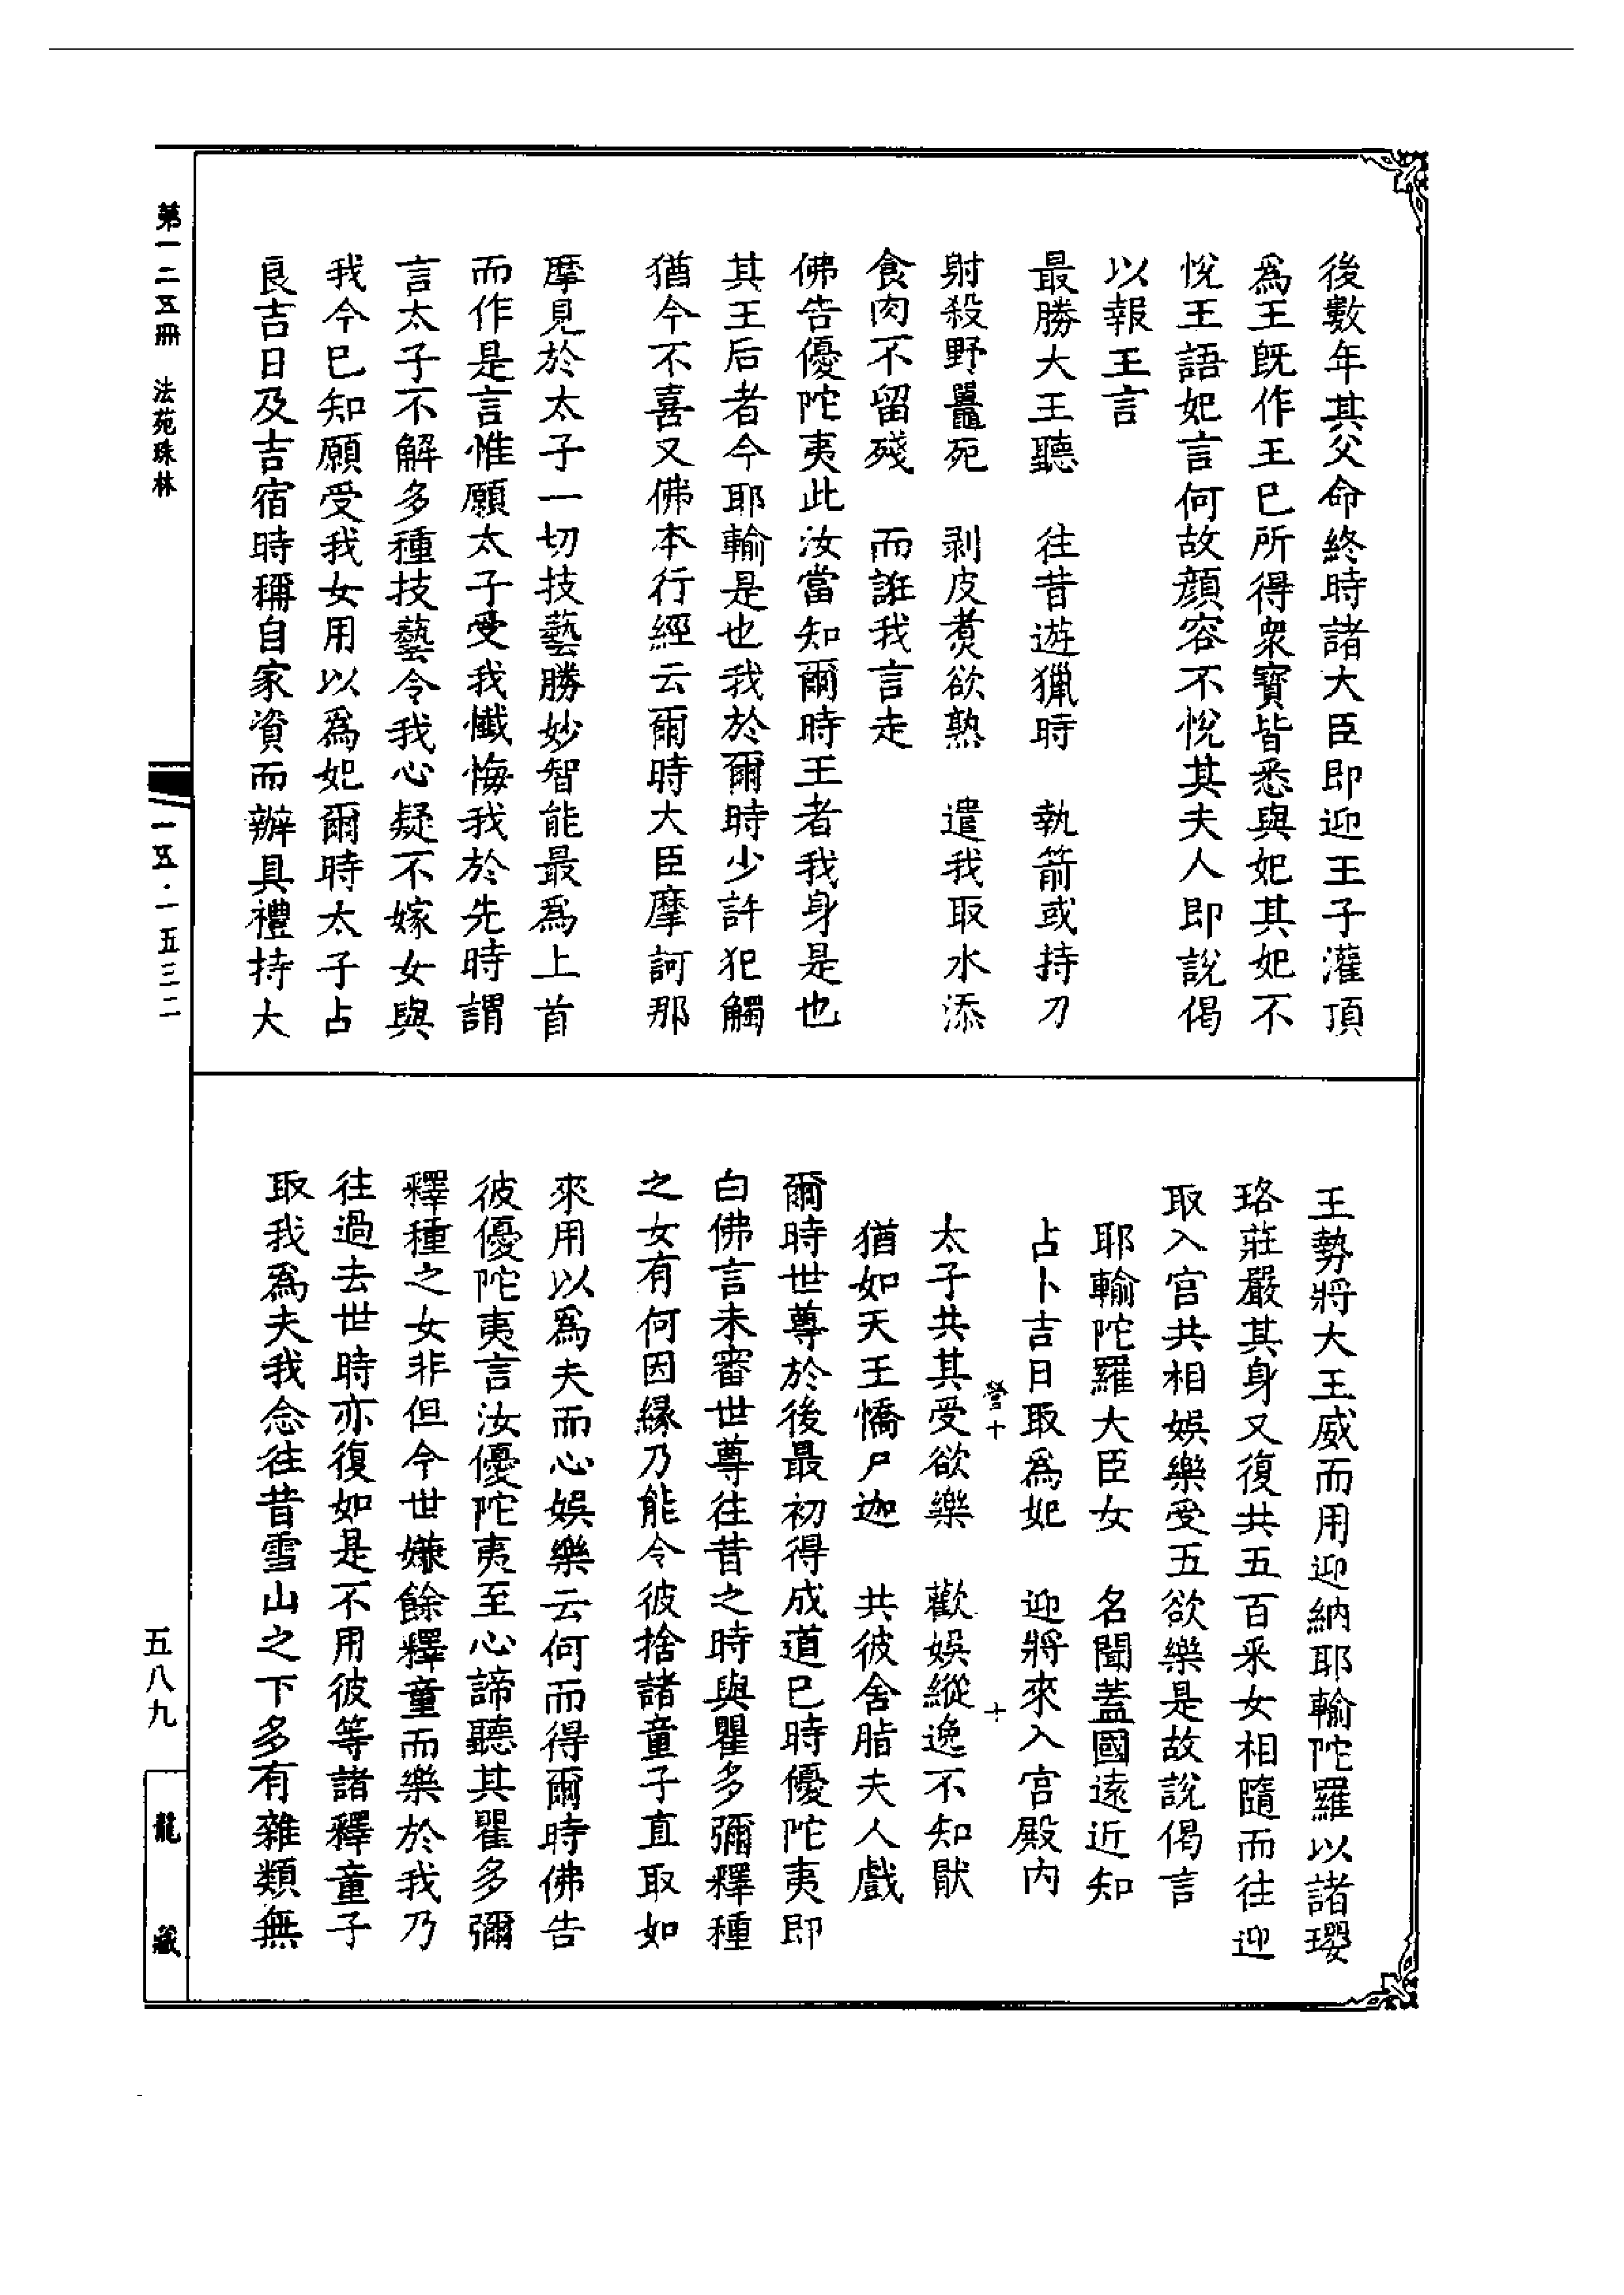 後數年其父命終時諸大臣即迎王子灌頂
為王既作王已所得衆寶皆悉與妃其妃不
悅王語妃言何故顔容不悅其夫人即說偈
以報王言
最勝大王聽　往昔遊獵時　執箭或持刀
射殺野鼉死　剥皮煮欲熟　遣我取水添
食肉不留殘　而誑我言走
佛告優陀夷此汝當知爾時王者我身是也
其王后者今耶輸是也我於爾時少許犯觸
猶今不喜又佛本行經云爾時大臣摩訶那
摩見於太子一切技藝勝妙智能最為上首
而作是言惟願太子受我懺悔我於先時謂
言太子不解多種技藝令我心疑不嫁女與
我今已知願受我女用以為妃爾時太子占
良吉日及吉宿時稱自家資而辦具禮持大
王勢將大王威而用迎納耶輸陀羅以諸瓔
珞莊嚴其身又復共五百釆女相隨而往迎
取入宮共相娛樂受五欲樂是故說偈言
耶輸陀羅大臣女　名聞蓋國遠近知
占卜吉日取為妃　迎將來入宮殿內
營十　十
太子共其受欲樂　歡娛縱逸不知猒
猶如天王憍尸迦　共彼舍脂夫人戲
爾時世尊於後最初得成道已時優陀夷即
白佛言未審世尊往昔之時與瞿多彌釋種
之女有何因緣乃能令彼捨諸童子直取如
來用以為夫而心娛樂云何而得爾時佛告
彼優陀夷言汝優陀夷至心諦聽其瞿多彌
釋種之女非但今世嫌餘釋童而樂於我乃
往過去世時亦復如是不用彼等諸釋童子
取我為夫我念往昔雪山之下多有雜類無
第一二五冊　法苑珠林
一五·一五三二
五八九
龍藏